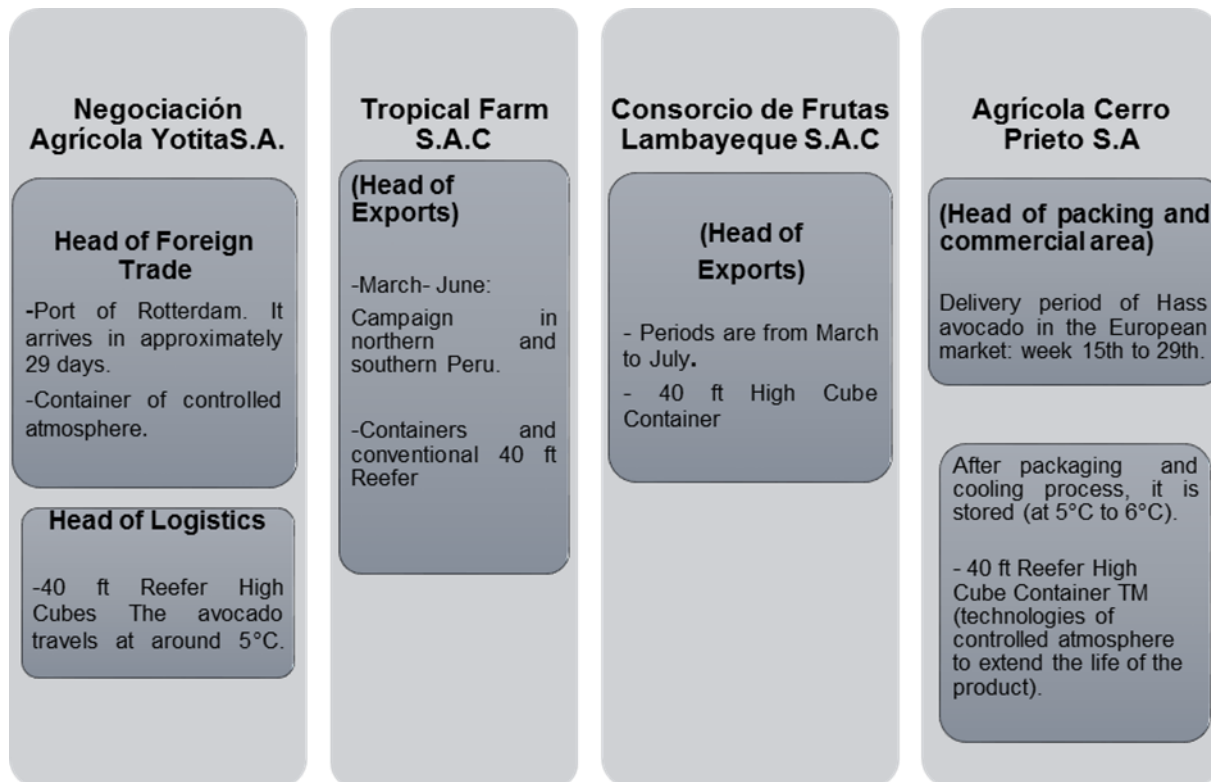 Negociación
Agrícola YotitaS.A.
Head of Foreign
Trade
-Port of Rotterdam. It
arrives in approximately
29 days.
-Container of controlled
atmosphere.
Head of Logistics
-40 ft Reefer High
Cubes The avocado
travels at around 5°C.
Tropical Farm
S.A.C
(Head of
Exports)
-March- June:
Campaign in
northern and
southern Peru.
-Containers and
conventional 40 ft
Reefer
Consorcio de Frutas
Lambayeque S.A.C
(Head of
Exports)
- Periods are from March
to July.
- 40 ft High Cube
Container
Agrícola Cerro
Prieto S.A
(Head of packing and
commercial area)
Delivery period of Hass
avocado in the European
market: week 15th to 29th.
After packaging and
cooling process, it is
stored (at 5°C to 6°C).
- 40 ft Reefer High
Cube Container TM
(technologies of
controlled atmosphere
to extend the life of the
product).